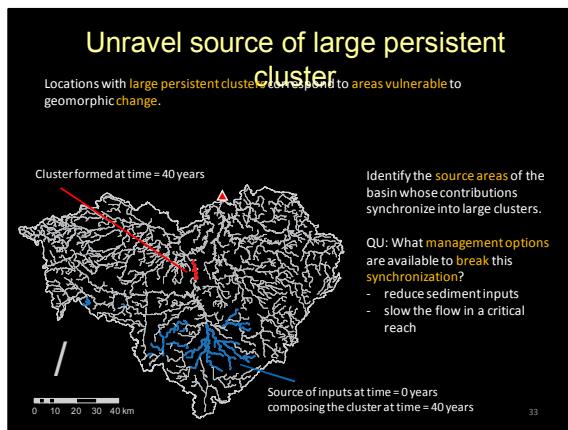 Unravel source of large persistent
cluster
Locations with large persistent clusters correspond to areas vulnerable to
geomorphic change.
Cluster formed at time = 40 years
Identify the source areas of the
basin whose contributions
synchronize into large clusters.
QU: What management options
are available to break this
synchronization?
- reduce sediment inputs
- slow the flow in a critical
reach
Source of inputs at time = 0 years
composing the cluster at time = 40 years
0 10 20 30 40 km
33